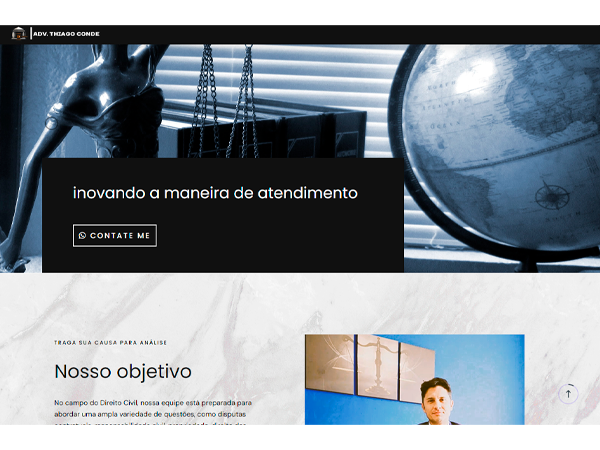 ADV. THIAGO CONDE
inovando a maneira de atendimento
CONTATE ME
TRAGA SUA CAUSA PARA ANÁLISE
Nosso objetivo
No campo do Direito Civil, nossa equipe está preparada para
abordar uma ampla variedade de questões, como disputas